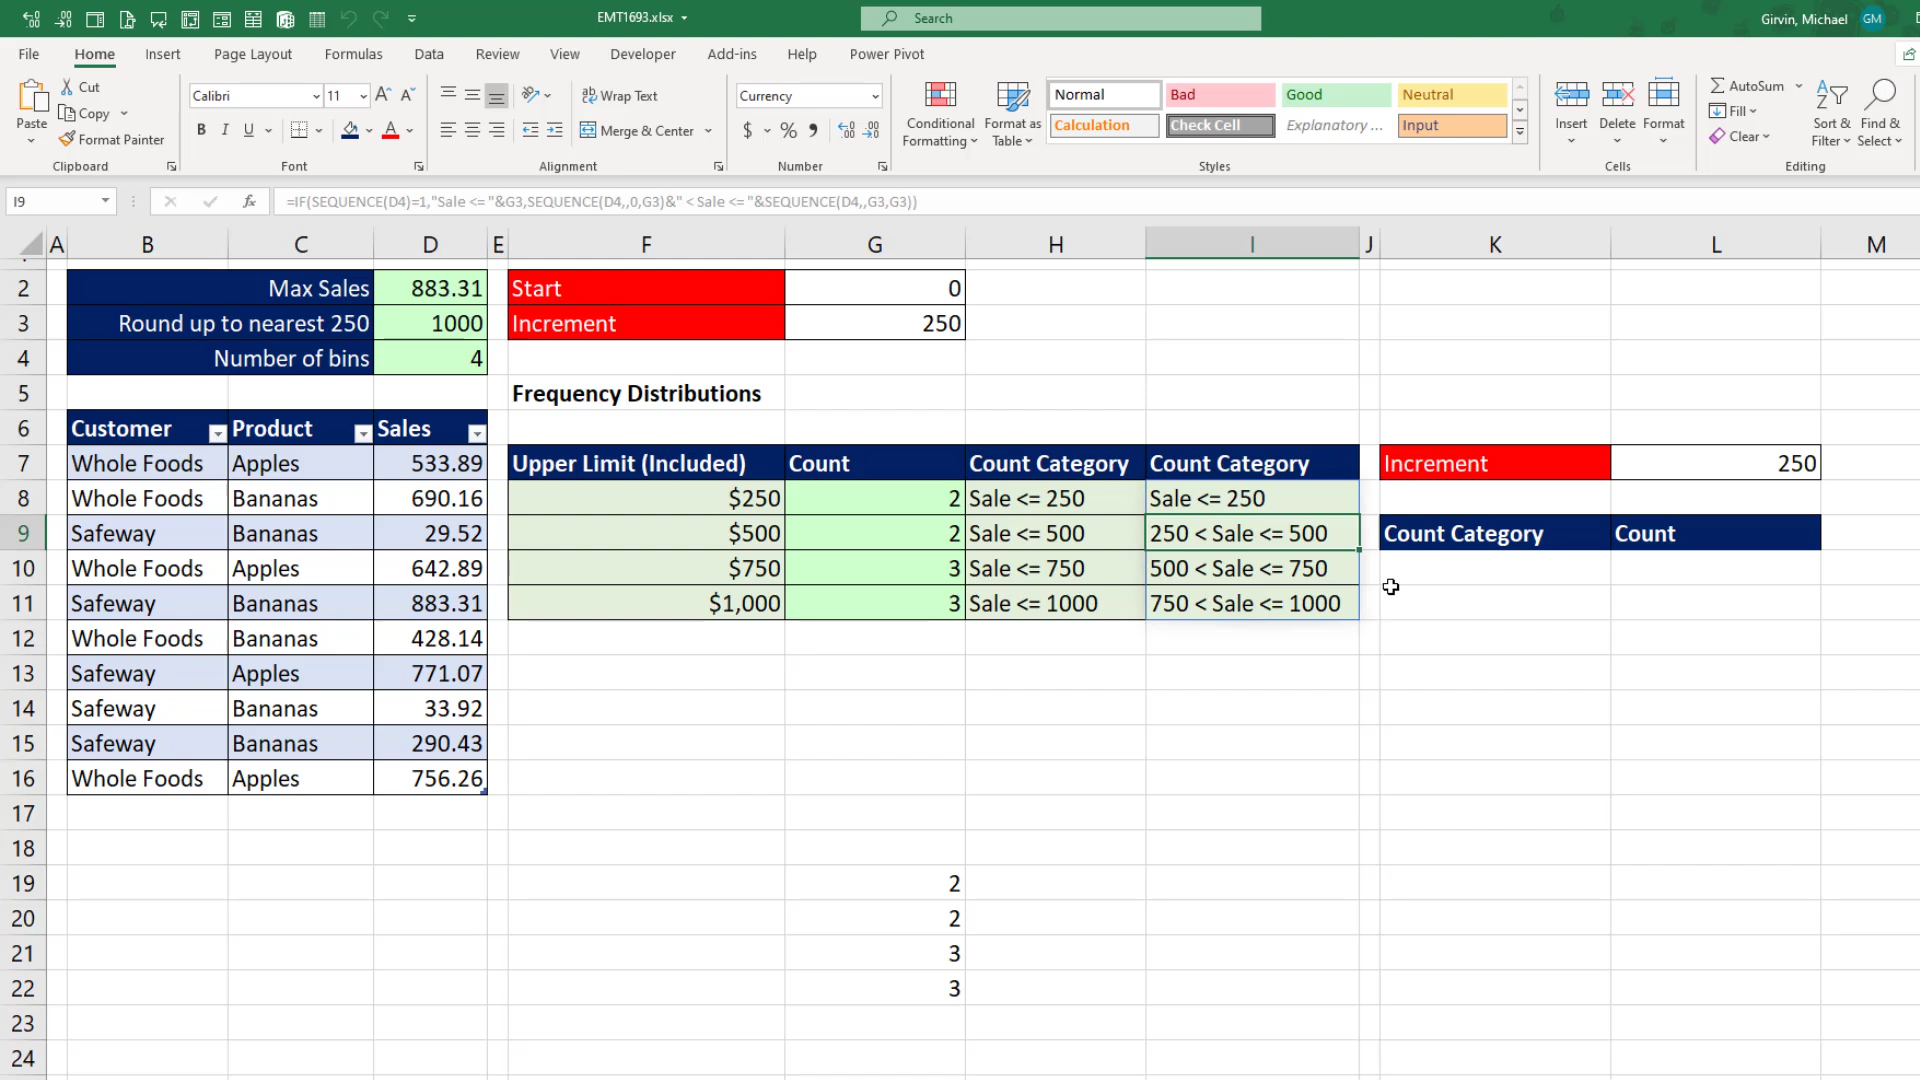 EMT1693.xlsx
Search
Girvin, Michael GM
File Home Insert Page Layout Formulas Data Review View Developer Add-ins Help Power Pivot
Paste
Cut
Copy
Format Painter
Clipboard
Calibri 11
B I U
Font
Wrap Text
Merge & Center
Alignment
Currency
$ % 9
Number
Conditional Formatting
Format as Table
Normal Bad Good Neutral
Calculation Check Cell Explanatory ... Input
Styles
Insert Delete Format
Cells
AutoSum
Fill
Clear
Sort & Filter
Find & Select
Editing
I9
fx
=IF(SEQUENCE(D4)=1,"Sale <= "&G3,SEQUENCE(D4,,0,G3)&" < Sale <= "&SEQUENCE(D4,,G3,G3))
A B C D E F G H I J K L M
2 Max Sales 883.31 Start 0
3 Round up to nearest 250 1000 Increment 250
4 Number of bins 4
5 Frequency Distributions
6 Customer Product Sales
7 Whole Foods Apples 533.89 Upper Limit (Included) Count Count Category Count Category Increment 250
8 Whole Foods Bananas 690.16 $250 2 Sale <= 250 Sale <= 250
9 Safeway Bananas 29.52 $500 2 Sale <= 500 250 < Sale <= 500 Count Category Count
10 Whole Foods Apples 642.89 $750 3 Sale <= 750 500 < Sale <= 750
11 Safeway Bananas 883.31 $1,000 3 Sale <= 1000 750 < Sale <= 1000
12 Whole Foods Bananas 428.14
13 Safeway Apples 771.07
14 Safeway Bananas 33.92
15 Safeway Bananas 290.43
16 Whole Foods Apples 756.26
17
18
19 2
20 2
21 3
22 3
23
24